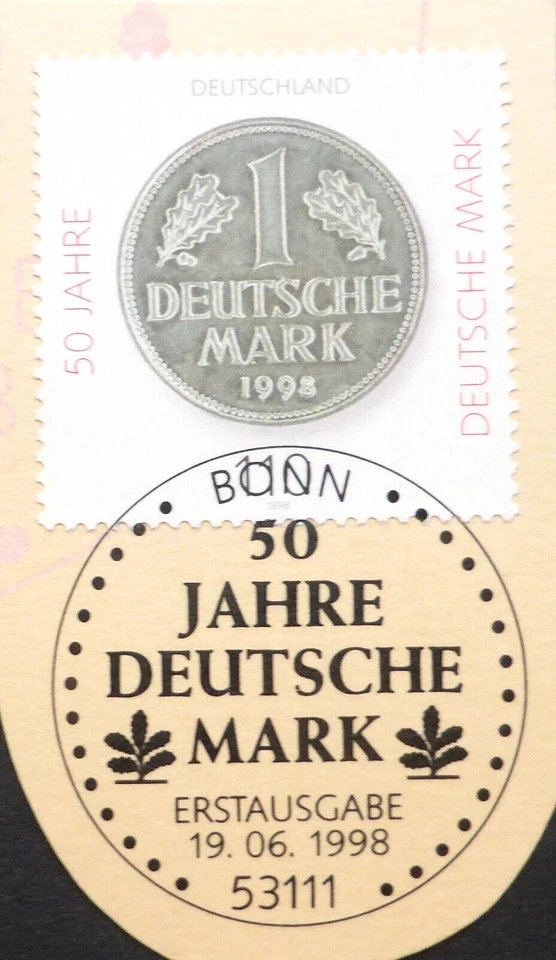 DEUTSCHLAND
50 JAHRE
1
DEUTSCHE
MARK
1998
DEUTSCHE MARK
110
1998
BONN
50
JAHRE
DEUTSCHE
MARK
ERSTAUSGABE
19. 06. 1998
53111